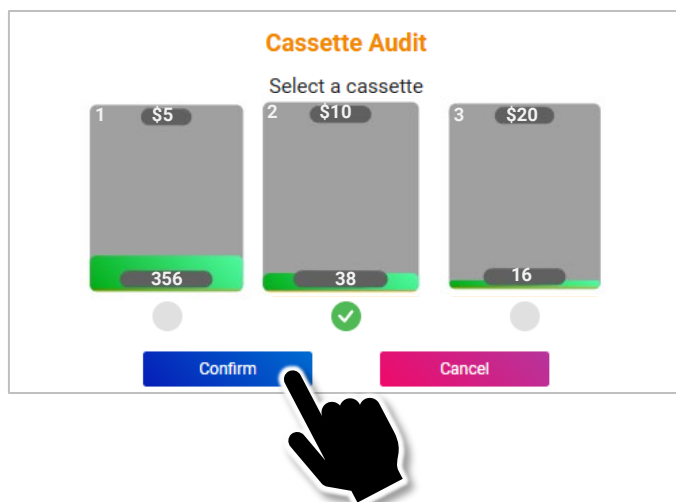 Cassette Audit
Select a cassette
1 $5 2 $10 3 $20
356 38 16
Confirm Cancel